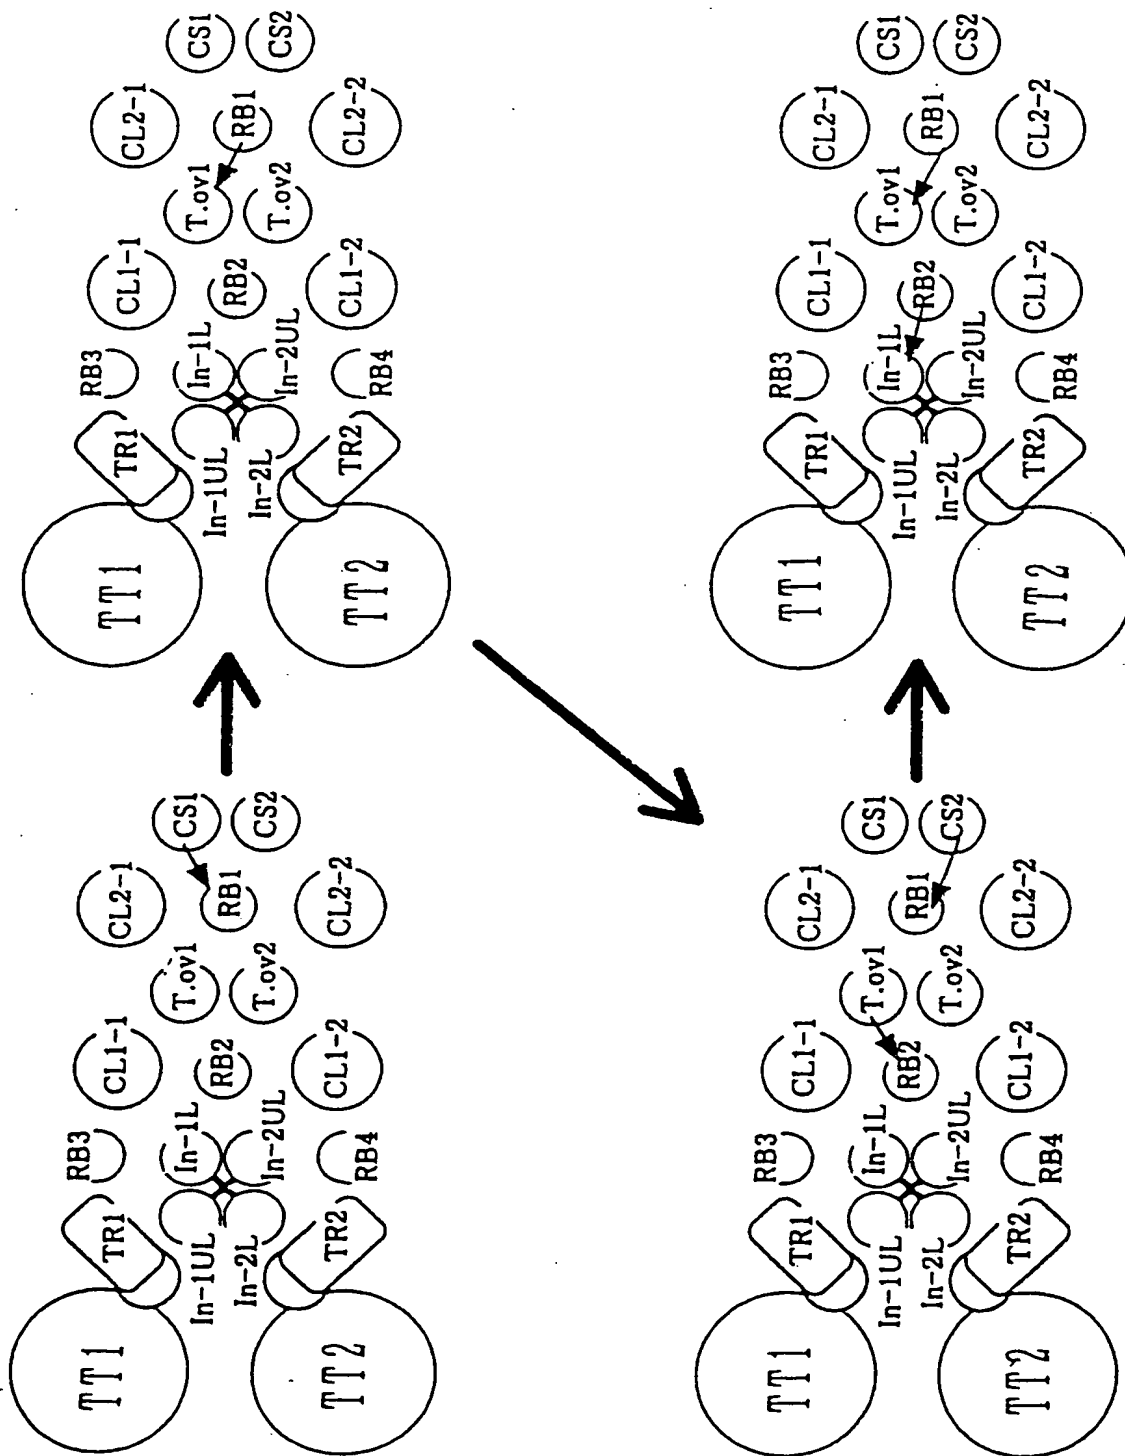 TT1
TR1
RB3
CL1-1
CL2-1
In-1UL
In-1L
T.ov1
CS1
RB2
RB1
In-2L
In-2UL
T.ov2
CS2
TT2
TR2
RB4
CL1-2
CL2-2
TT1
TR1
RB3
CL1-1
CL2-1
In-1UL
In-1L
T.ov1
CS1
RB2
RB1
In-2L
In-2UL
T.ov2
CS2
TT2
TR2
RB4
CL1-2
CL2-2
TT1
TR1
RB3
CL1-1
CL2-1
In-1UL
In-1L
T.ov1
CS1
RB2
RB1
In-2L
In-2UL
T.ov2
CS2
TT2
TR2
RB4
CL1-2
CL2-2
TT1
TR1
RB3
CL1-1
CL2-1
In-1UL
In-1L
T.ov1
CS1
RB2
RB1
In-2L
In-2UL
T.ov2
CS2
TT2
TR2
RB4
CL1-2
CL2-2